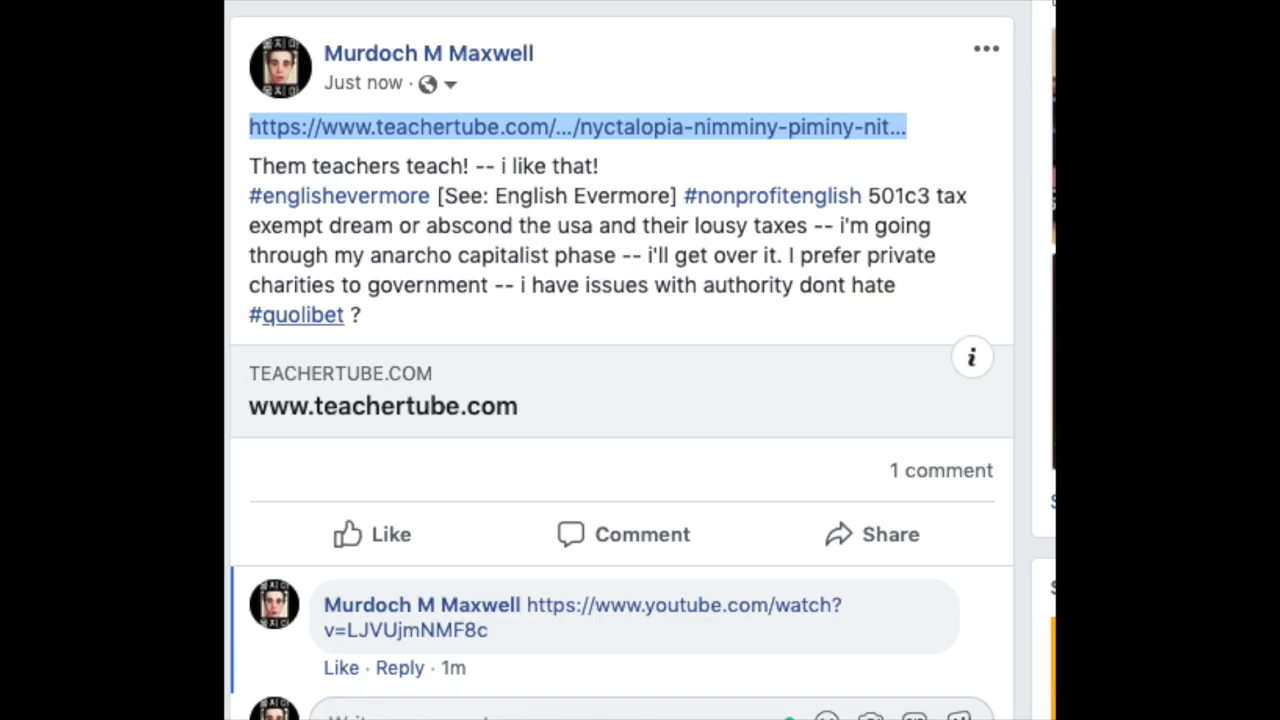 Murdoch M Maxwell
Just now ·
https://www.teachertube.com/.../nyctalopia-nimminy-piminy-nit...
Them teachers teach! -- i like that!
#englishevermore [See: English Evermore] #nonprofitenglish 501c3 tax
exempt dream or abscond the usa and their lousy taxes -- i'm going
through my anarcho capitalist phase -- i'll get over it. I prefer private
charities to government -- i have issues with authority dont hate
#quolibet ?
TEACHERTUBE.COM
www.teachertube.com
1 comment
Like Comment Share
Murdoch M Maxwell https://www.youtube.com/watch?
v=LJVUjmNMF8c
Like · Reply · 1m